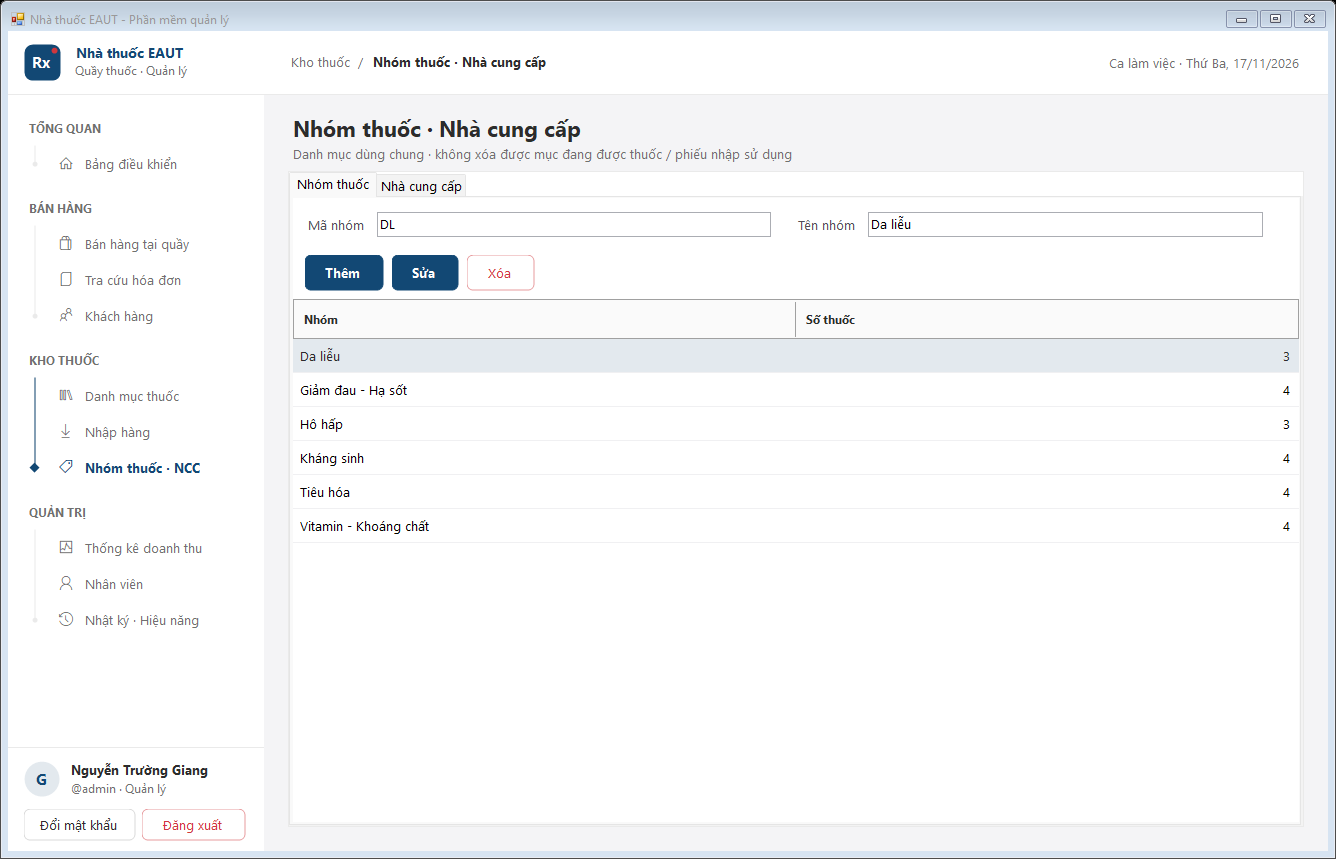 Nhà thuốc EAUT - Phần mềm quản lý
Rx
Nhà thuốc EAUT
Quầy thuốc · Quản lý
Kho thuốc / Nhóm thuốc · Nhà cung cấp
Ca làm việc · Thứ Ba, 17/11/2026
TỔNG QUAN
Bảng điều khiển
BÁN HÀNG
Bán hàng tại quầy
Tra cứu hóa đơn
Khách hàng
KHO THUỐC
Danh mục thuốc
Nhập hàng
Nhóm thuốc · NCC
QUẢN TRỊ
Thống kê doanh thu
Nhân viên
Nhật ký · Hiệu năng
G
Nguyễn Trường Giang
@admin · Quản lý
Đổi mật khẩu Đăng xuất
Nhóm thuốc · Nhà cung cấp
Danh mục dùng chung · không xóa được mục đang được thuốc / phiếu nhập sử dụng
Nhóm thuốc Nhà cung cấp
Mã nhóm DL Tên nhóm Da liễu
Thêm Sửa Xóa
Nhóm Số thuốc
Da liễu 3
Giảm đau - Hạ sốt 4
Hô hấp 3
Kháng sinh 4
Tiêu hóa 4
Vitamin - Khoáng chất 4